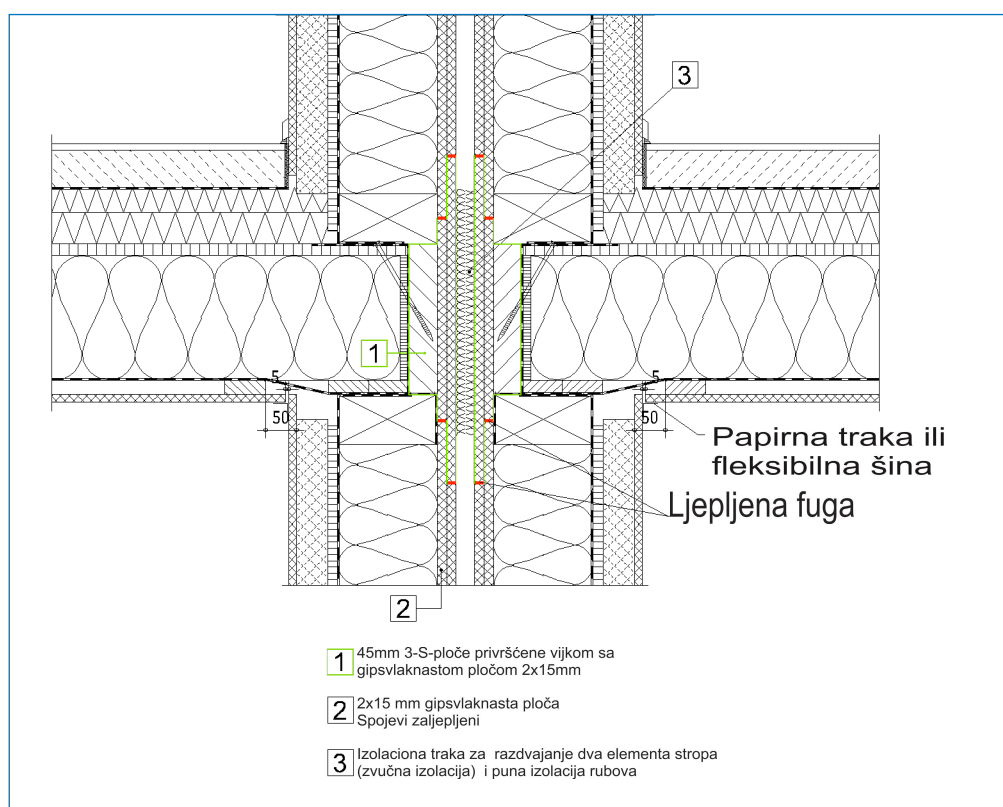 3
1
5
5
50
50
Papirna traka ili
fleksibilna šina
Ljepljena fuga
2
1 45mm 3-S-ploče privršćene vijkom sa
gipsvlaknastom pločom 2x15mm
2 2x15 mm gipsvlaknasta ploča
Spojevi zaljepljeni
3 Izolaciona traka za razdvajanje dva elementa stropa
(zvučna izolacija) i puna izolacija rubova